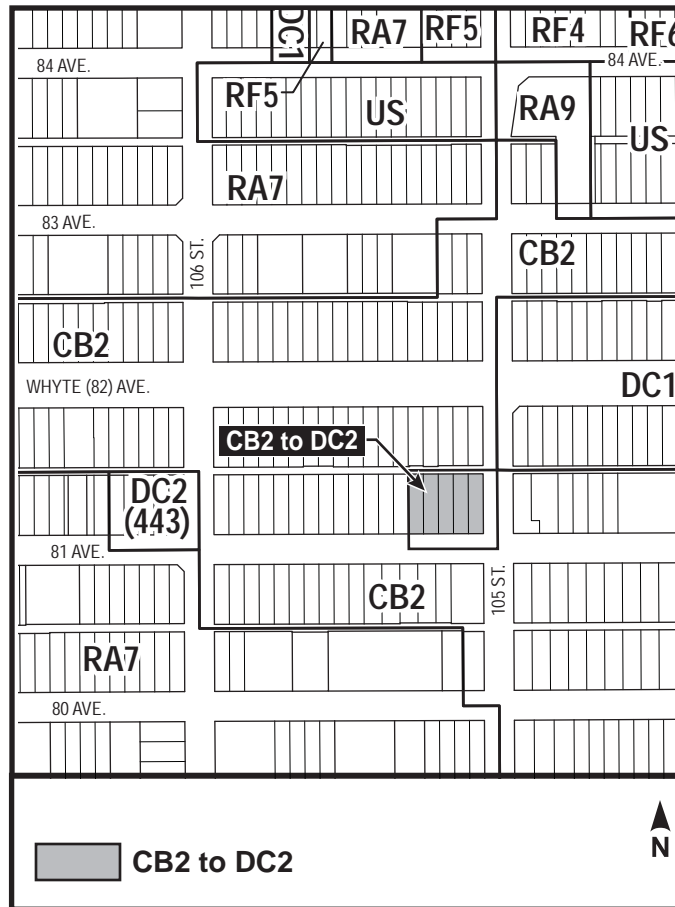 DC1
RA7
RF5
RF4
RF6
84 AVE.
84 AVE.
RF5
US
RA9
US
RA7
83 AVE.
106 ST.
CB2
CB2
WHYTE (82) AVE.
DC1
CB2 to DC2
DC2
(443)
81 AVE.
CB2
105 ST.
RA7
80 AVE.
CB2 to DC2
N